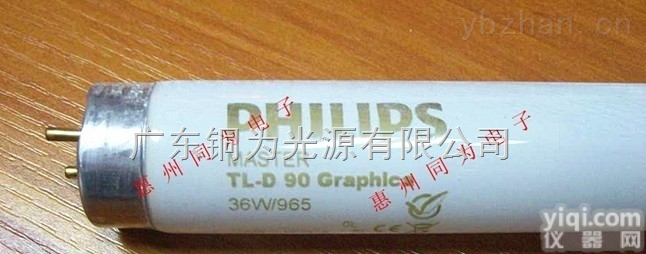 ybzhan.cn
PHILIPS
广东铜为光源有限公司
MASTER
TL-D 90 Graphica
36W/965
惠州同为电子
惠州同为电子
yiqi.com
仪器网